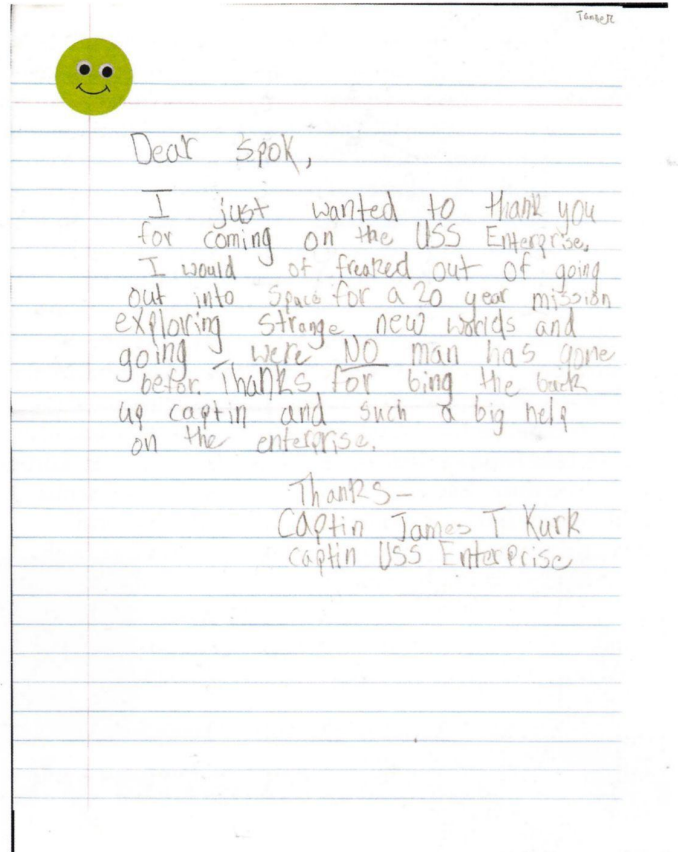 Tanner
Dear Spok,
I just wanted to thank you
for coming on the USS Enterprise.
I would of freaked out of going
out into space for a 20 year mission
exploring strange new worlds and
going were NO man has gone
befor. Thanks for bing the back
up captin and such a big help
on the enterprise.
Thanks-
Captin James T Kurk
captin USS Enterprise